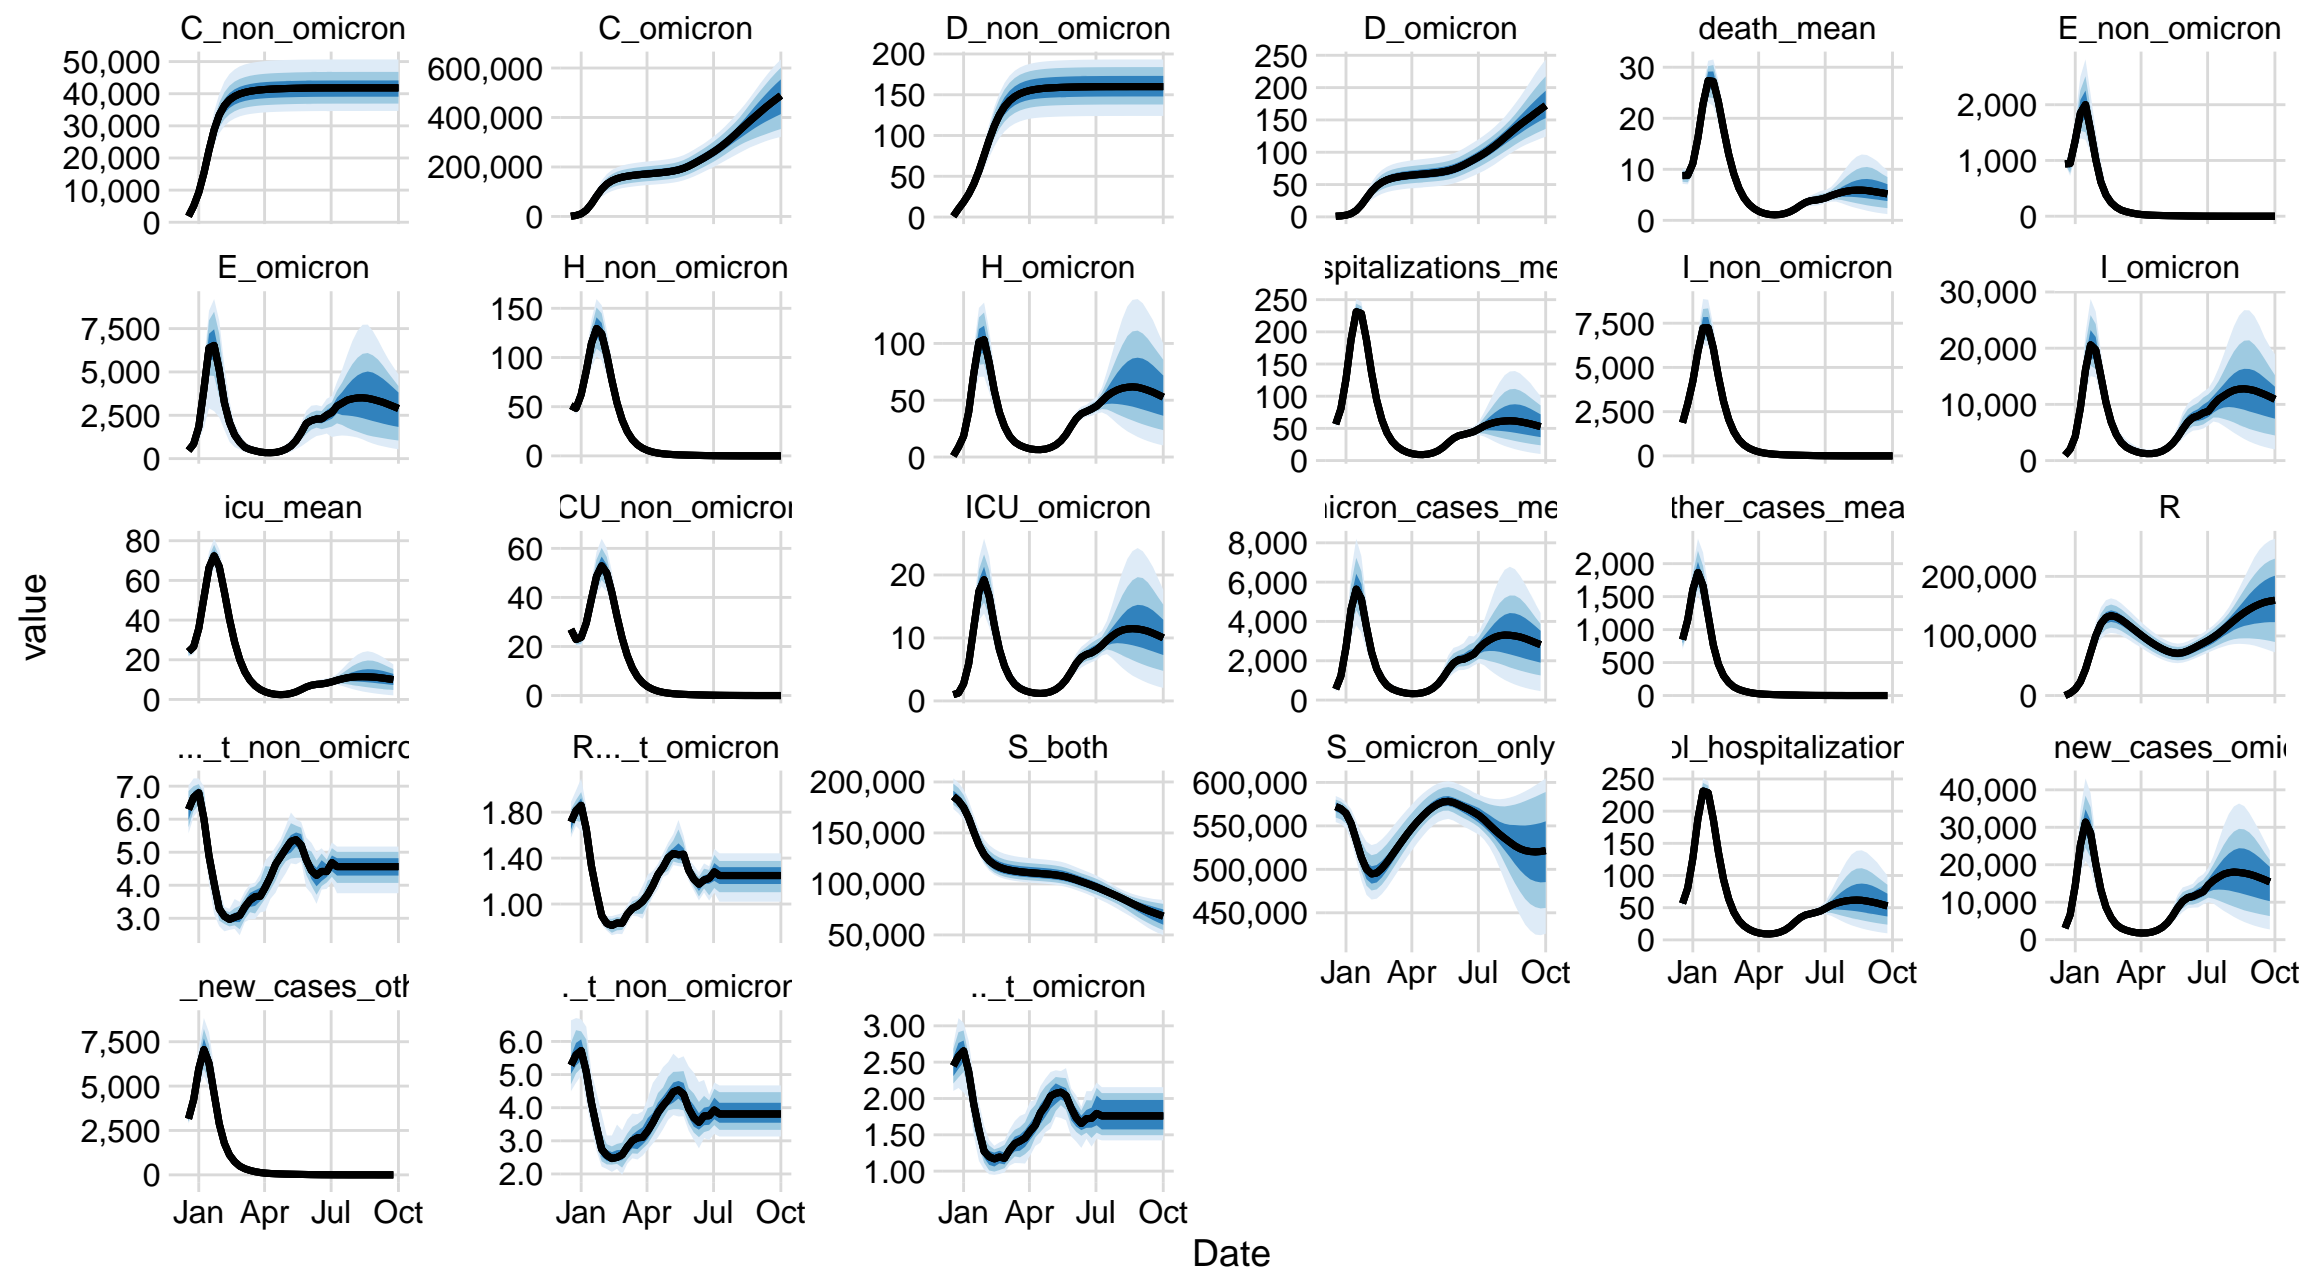 C_non_omicron C_omicron D_non_omicron D_omicron death_mean E_non_omicron
50,000 40,000 30,000 20,000 10,000 0
600,000 400,000 200,000 0
200 150 100 50 0
250 200 150 100 50 0
30 20 10 0
2,000 1,000 0
E_omicron H_non_omicron H_omicron spitalizations_me I_non_omicron I_omicron
7,500 5,000 2,500 0
150 100 50 0
100 50 0
250 200 150 100 50 0
7,500 5,000 2,500 0
30,000 20,000 10,000 0
icu_mean CU_non_omicron ICU_omicron icron_cases_me ther_cases_mea R
80 60 40 20 0
60 40 20 0
20 10 0
8,000 6,000 4,000 2,000 0
2,000 1,500 1,000 500 0
200,000 100,000 0
..._t_non_omicro R..._t_omicron S_both S_omicron_only ol_hospitalization new_cases_omic
7.0 6.0 5.0 4.0 3.0
1.80 1.40 1.00
200,000 150,000 100,000 50,000
600,000 550,000 500,000 450,000
250 200 150 100 50 0
40,000 30,000 20,000 10,000 0
Jan Apr Jul Oct Jan Apr Jul Oct Jan Apr Jul Oct
_new_cases_oth ._t_non_omicron .._t_omicron
7,500 5,000 2,500 0
6.0 5.0 4.0 3.0 2.0
3.00 2.50 2.00 1.50 1.00
Jan Apr Jul Oct Jan Apr Jul Oct Jan Apr Jul Oct
value
Date